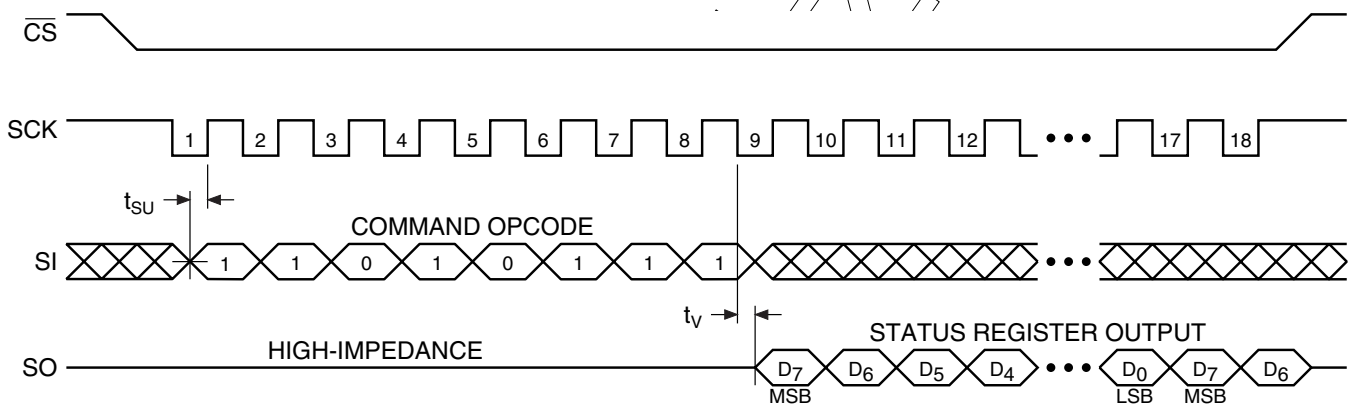 CS
SCK 1 2 3 4 5 6 7 8 9 10 11 12 ••• 17 18
tSU
COMMAND OPCODE
SI 1 1 0 1 0 1 1 1 •••
tV
STATUS REGISTER OUTPUT
HIGH-IMPEDANCE
SO D7 D6 D5 D4 ••• D0 D7 D6
MSB LSB MSB